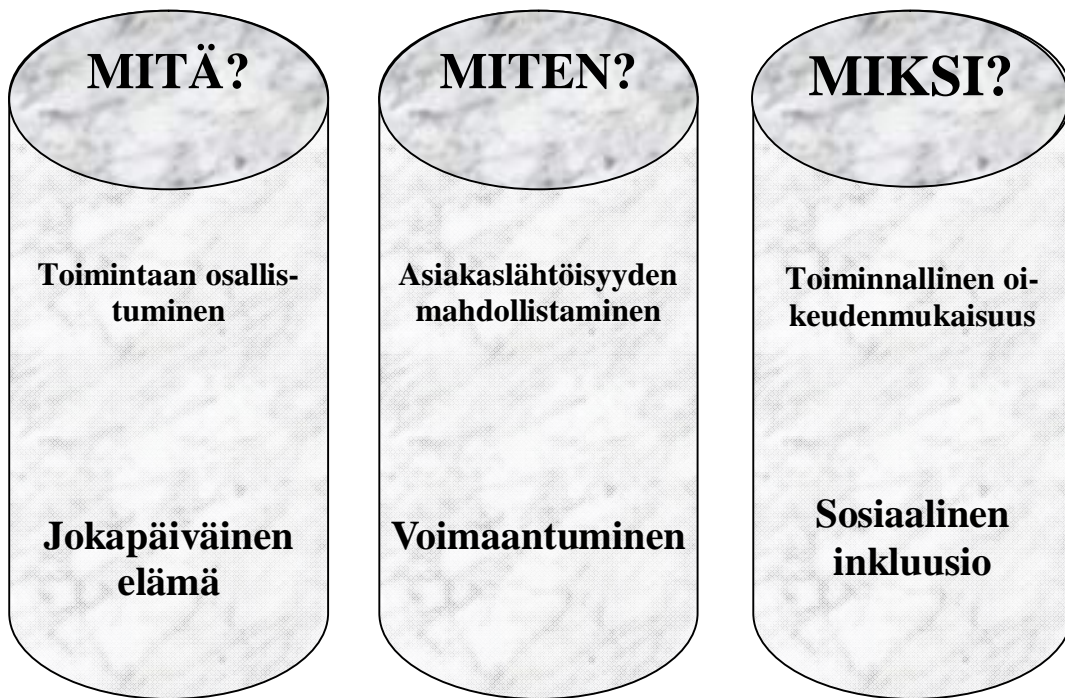 MITÄ?
Toimintaan osallis-
tuminen
Jokapäiväinen
elämä
MITEN?
Asiakaslähtöisyyden
mahdollistaminen
Voimaantuminen
MIKSI?
Toiminnallinen oi-
keudenmukaisuus
Sosiaalinen
inkluusio